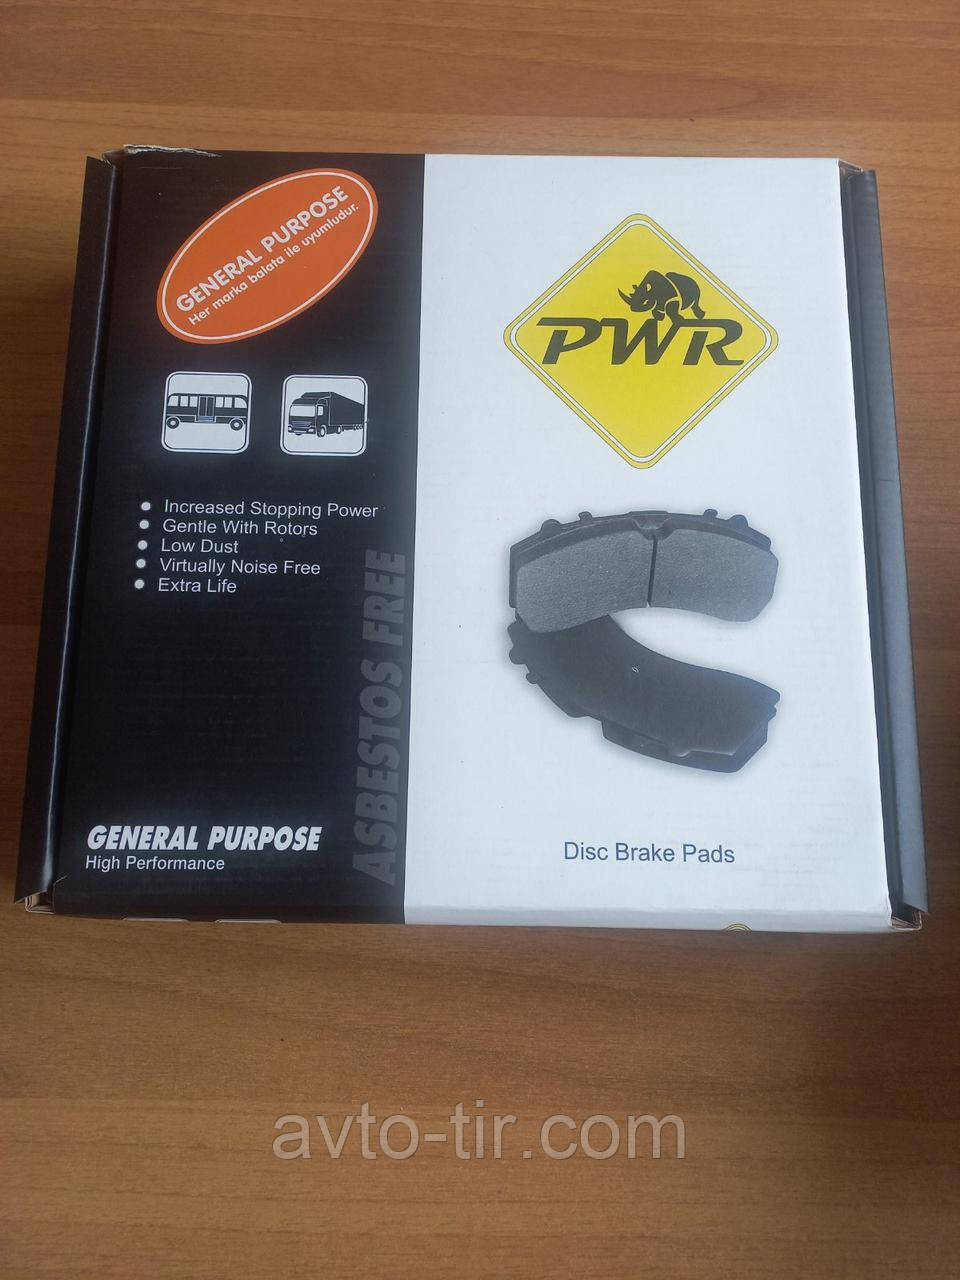 GENERAL PURPOSE
Her marka balata ile uyumludur.
PWR
Increased Stopping Power
Gentle With Rotors
Low Dust
Virtually Noise Free
Extra Life
ASBESTOS FREE
GENERAL PURPOSE
High Performance
Disc Brake Pads
avto-tir.com